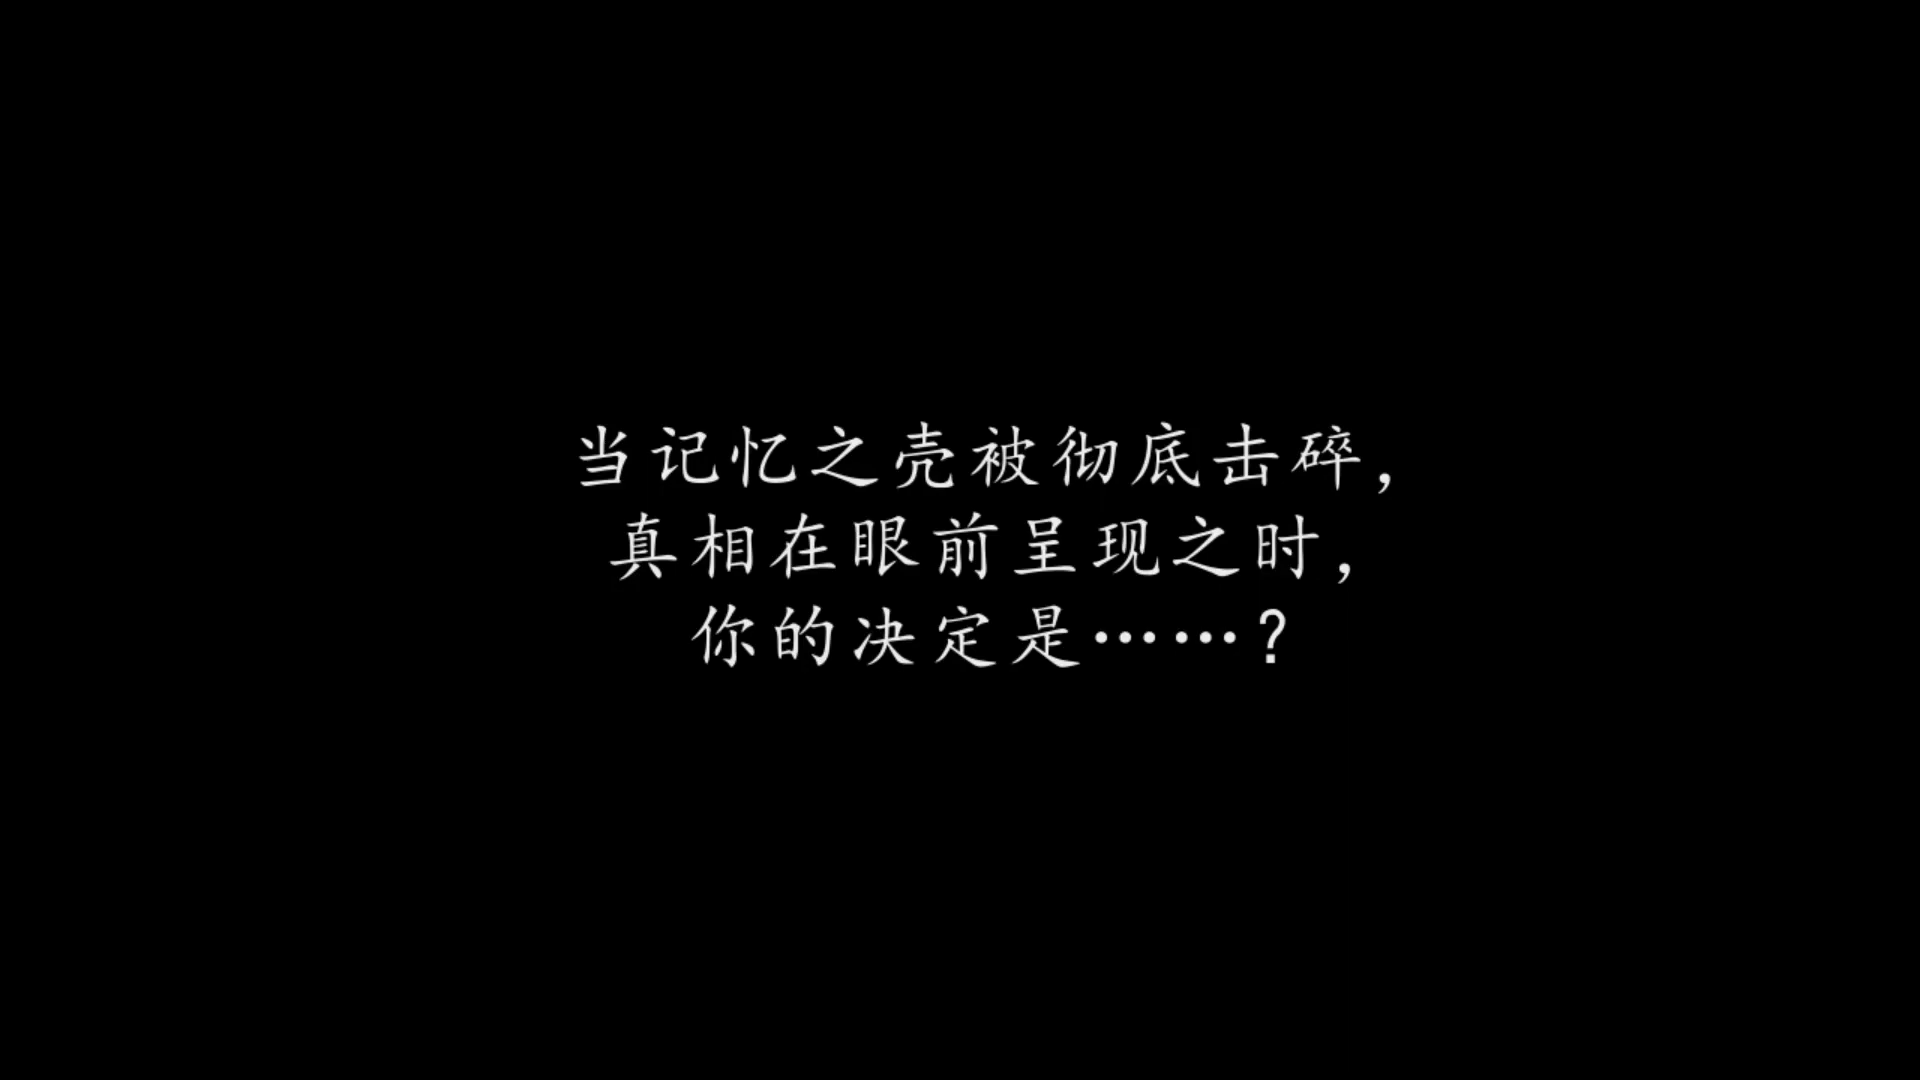 当记忆之壳被彻底击碎，
真相在眼前呈现之时，
你的决定是……？